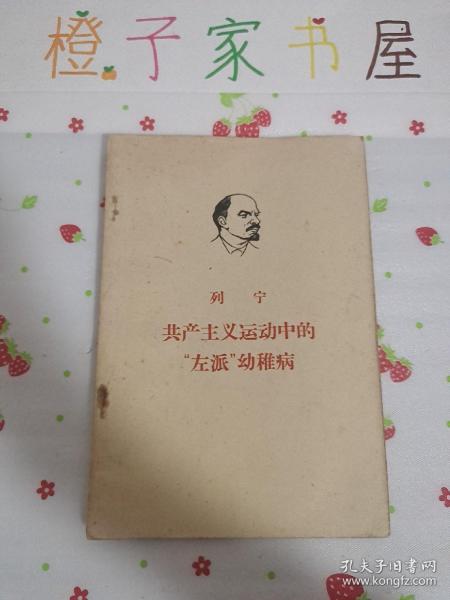 橙子家书屋
列宁
共产主义运动中的
“左派”幼稚病
孔夫子旧书网
www.kongfz.com